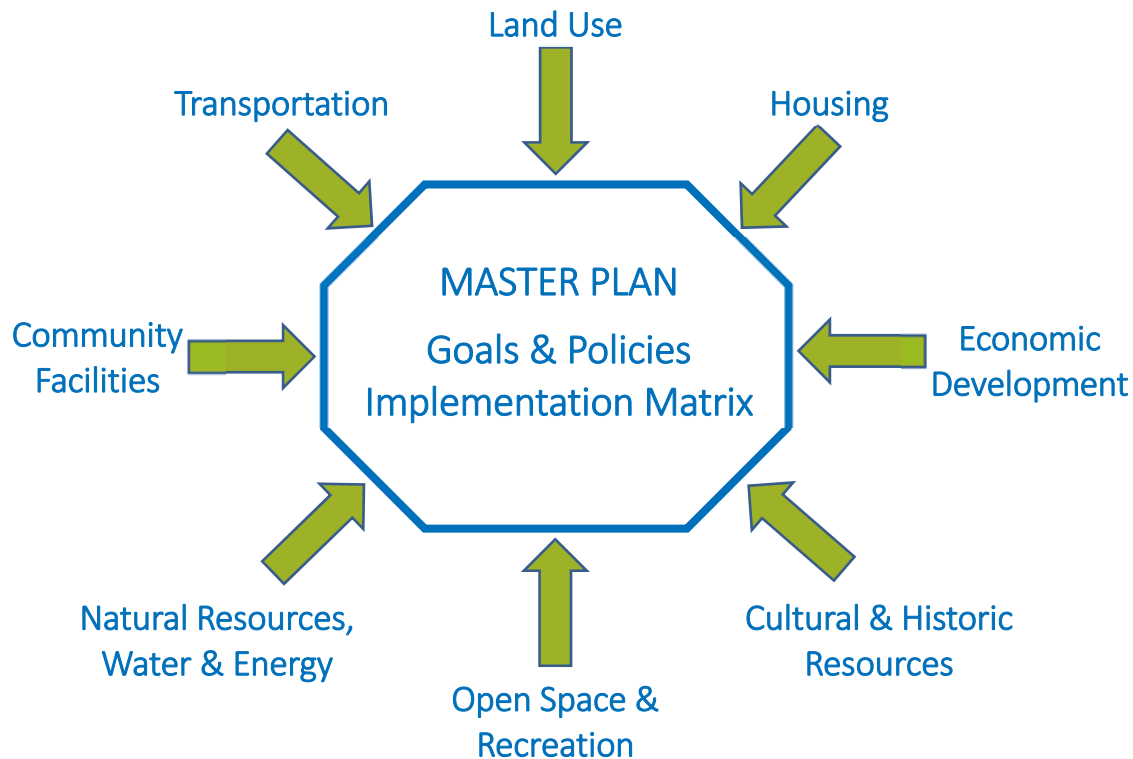 Land Use
Transportation
Housing
MASTER PLAN
Goals & Policies
Implementation Matrix
Community
Facilities
Economic
Development
Natural Resources,
Water & Energy
Cultural & Historic
Resources
Open Space &
Recreation